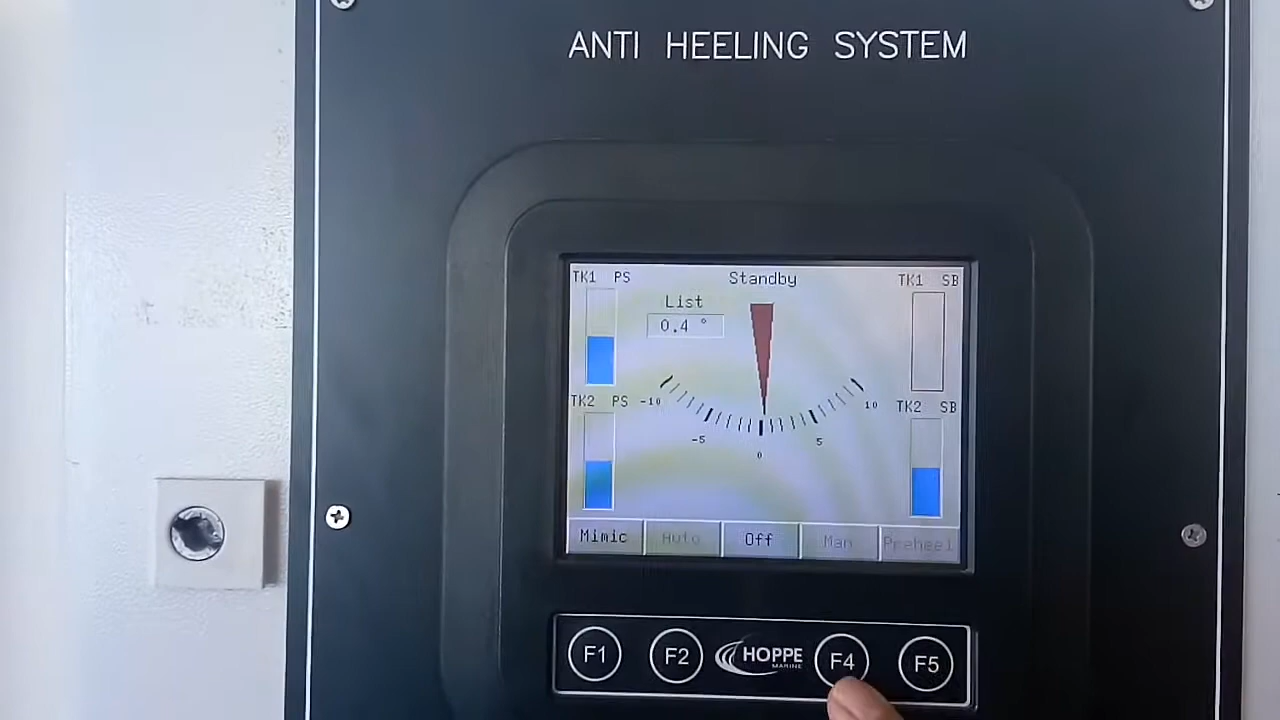 ANTI HEELING SYSTEM
TK1 PS
Standby
TK1 SB
List
0.4 °
TK2 PS
-10
10
TK2 SB
-5
5
0
Mimic
Auto
Off
Man
Preheel
F1
F2
HOPPE
MARINE
F4
F5